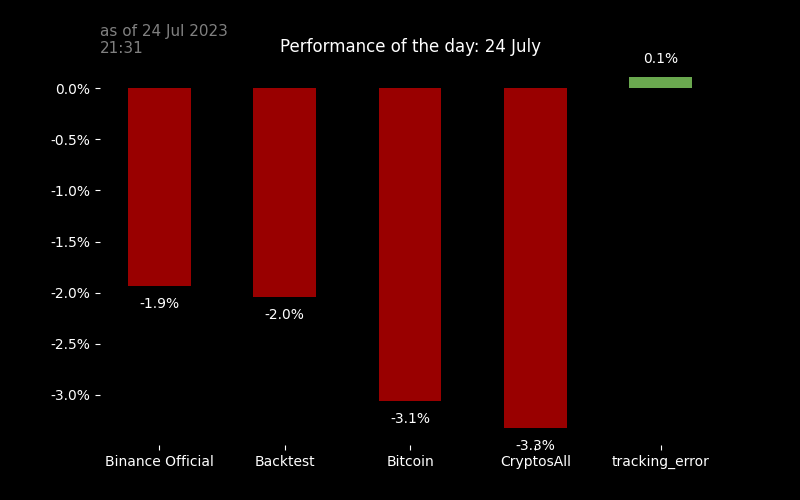 as of 24 Jul 2023
21:31
Performance of the day: 24 July
0.1%
0.0%
-0.5%
-1.0%
-1.5%
-2.0%
-2.5%
-3.0%
-1.9%
-2.0%
-3.1%
-3.3%
Binance Official
Backtest
Bitcoin
CryptosAll
tracking_error